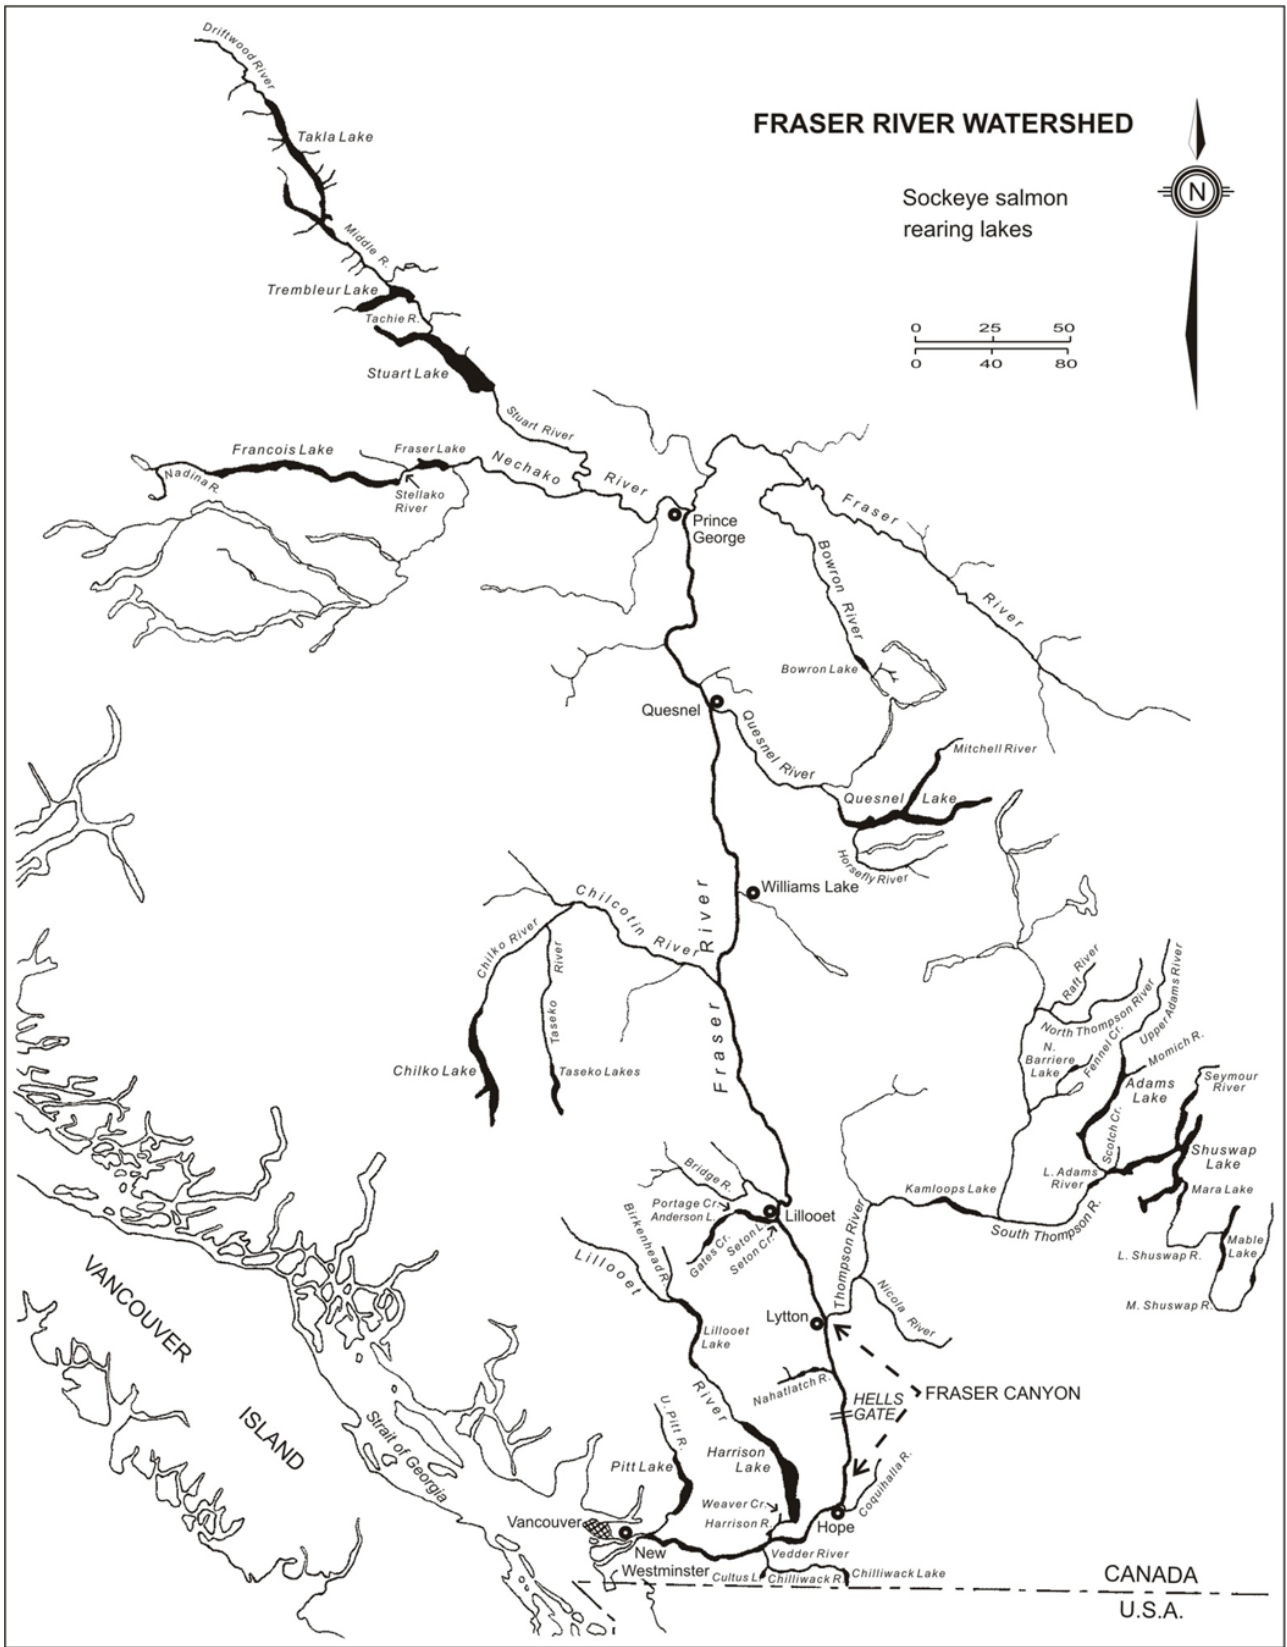 Driftwood River
FRASER RIVER WATERSHED
Takla Lake
N
Sockeye salmon
rearing lakes
Middle R.
Trembleur Lake
Tachie R.
0 25 50
0 40 80
Stuart Lake
Stuart River
Francois Lake
Fraser Lake
Nadina R.
Nechako
River
Stellako
River
Fraser
River
Prince
George
Bowron River
Bowron Lake
Quesnel
Quesnel River
Mitchell River
Quesnel Lake
Horsefly River
Williams Lake
Chilcotin River
Chilko River
Taseko River
Fraser River
Chilko Lake
Taseko Lakes
Raft River
North Thompson River
Upper Adams River
N.
Barriere
Lake
Fennel Cr.
Momich R.
Adams
Lake
Seymour
River
Scotch Cr.
Shuswap
Lake
L. Adams
River
Mara Lake
Kamloops Lake
South Thompson R.
L. Shuswap R.
Mable
Lake
M. Shuswap R.
Bridge R.
Portage Cr.
Anderson L.
Lillooet
Gates Cr.
Seton L.
Seton Cr.
Birkenhead R.
Lillooet
Thompson River
Nicola River
Lytton
Lillooet
Lake
River
Nahatlatch R.
FRASER CANYON
HELLS
GATE
VANCOUVER
ISLAND
Strait of Georgia
U. Pitt R.
Pitt Lake
Harrison
Lake
Coquihalla R.
Weaver Cr.
Harrison R.
Hope
Vancouver
New
Westminster
Vedder River
Cultus L.
Chilliwack R.
Chilliwack Lake
CANADA
U.S.A.